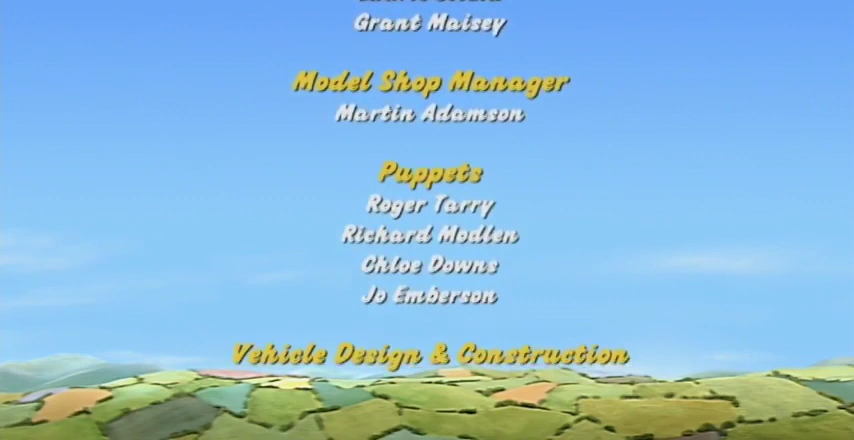 Grant Maisey
Model Shop Manager
Martin Adamson
Puppets
Roger Tarry
Richard Modlen
Chloe Downs
Jo Emberson
Vehicle Design & Construction